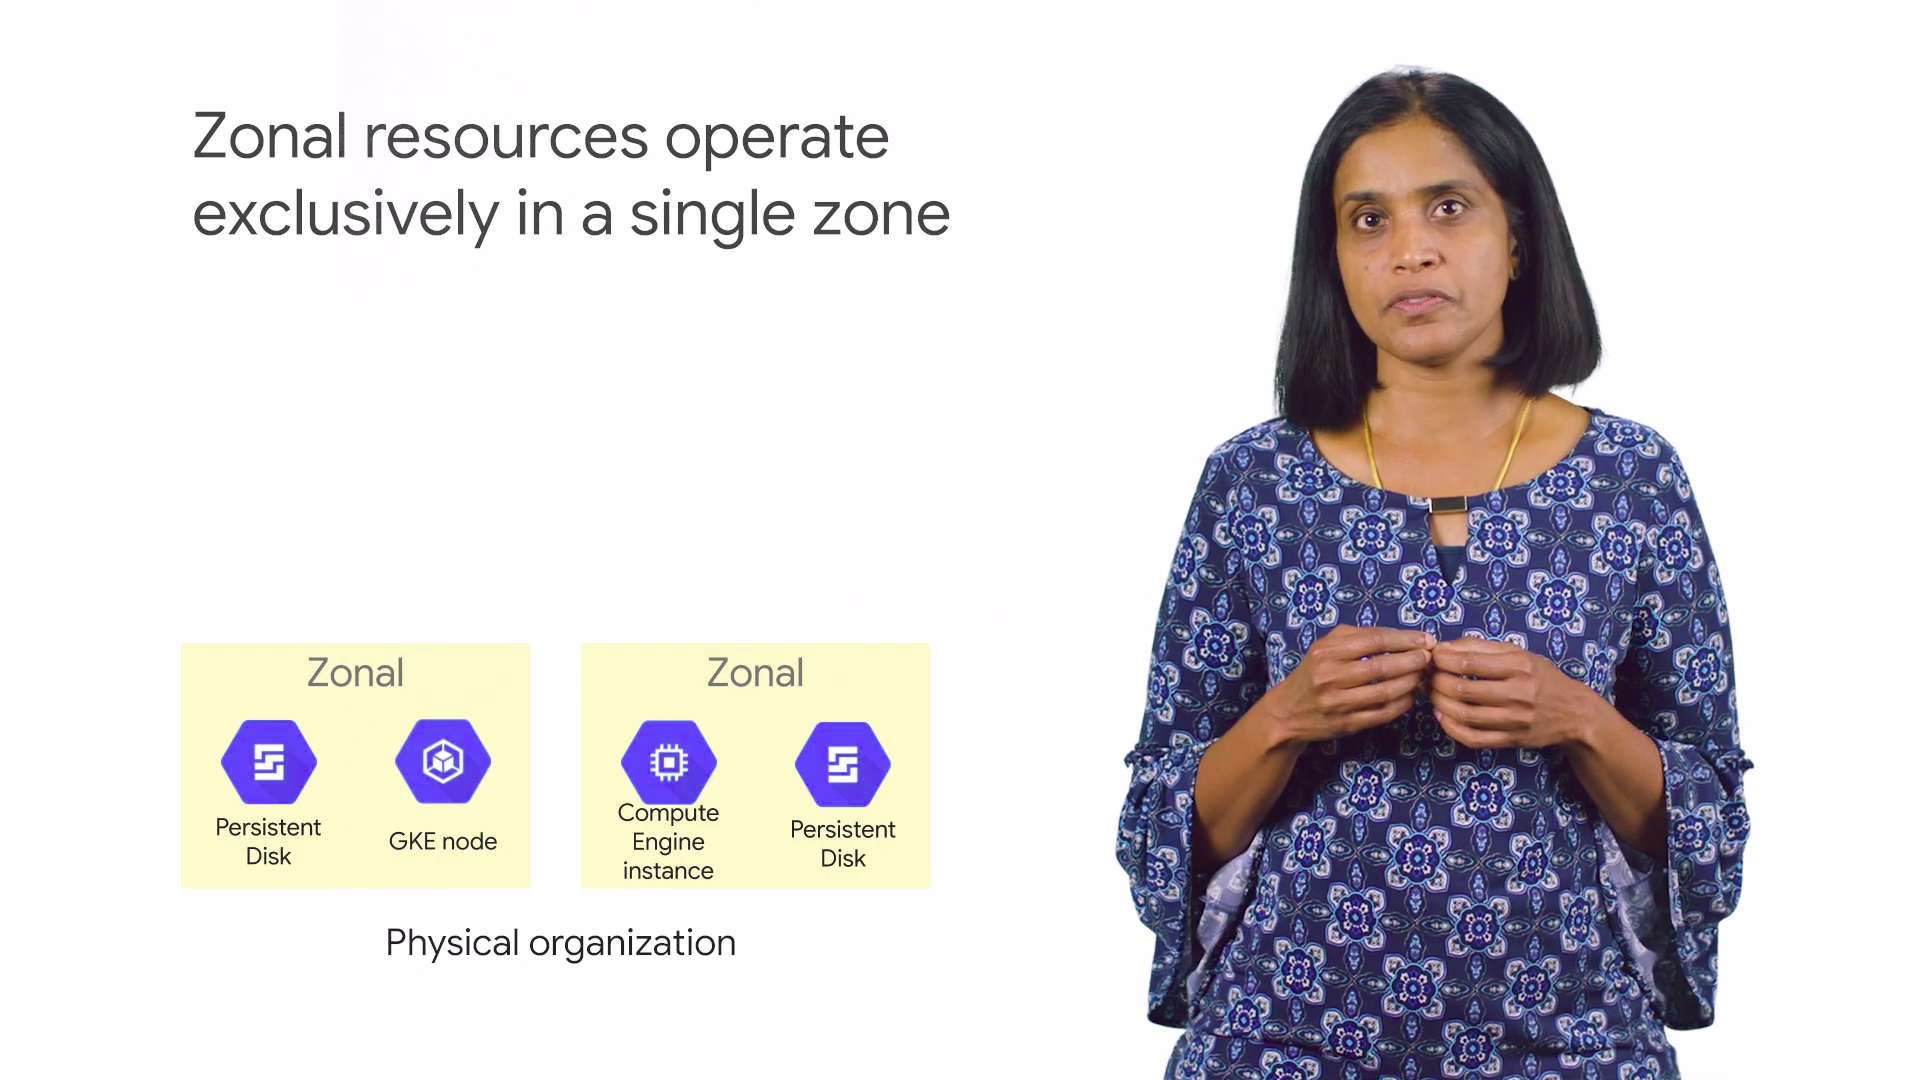 Zonal resources operate
exclusively in a single zone
Zonal
Persistent
Disk
GKE node
Zonal
Compute
Engine
instance
Persistent
Disk
Physical organization